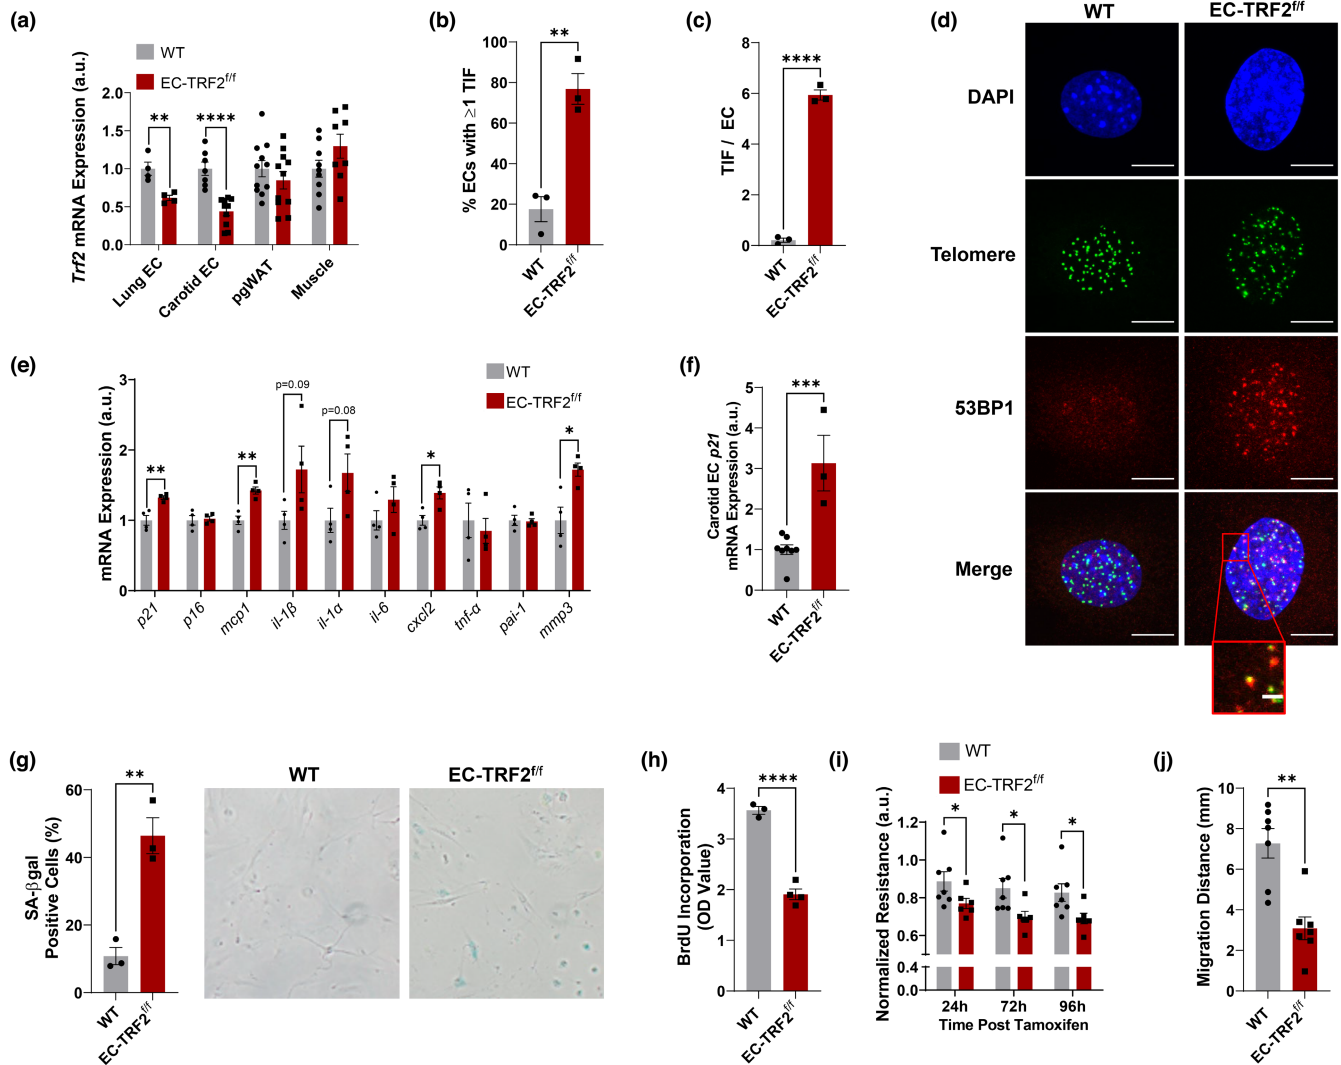 (a)
WT
EC-TRF2f/f
Trf2 mRNA Expression (a.u.)
2.0
1.5
1.0
0.5
0.0
**
****
Lung EC
Carotid EC
pgWAT
Muscle
(b)
% ECs with ≥1 TIF
100
80
60
40
20
0
**
WT
EC-TRF2f/f
(c)
TIF / EC
8
6
4
2
0
****
WT
EC-TRF2f/f
(d)
WT
EC-TRF2f/f
DAPI
Telomere
53BP1
Merge
(e)
WT
EC-TRF2f/f
mRNA Expression (a.u.)
3
2
1
0
**
**
p=0.09
p=0.08
*
*
p21
p16
mcp1
il-1β
il-1α
il-6
cxcl2
tnf-α
pai-1
mmp3
(f)
Carotid EC p21
mRNA Expression (a.u.)
5
4
3
2
1
0
***
WT
EC-TRF2f/f
(g)
SA-βgal
Positive Cells (%)
60
40
20
0
**
WT
EC-TRF2f/f
WT
EC-TRF2f/f
(h)
BrdU Incorporation
(OD Value)
4
3
2
1
0
****
WT
EC-TRF2f/f
(i)
WT
EC-TRF2f/f
Normalized Resistance (a.u.)
1.2
1.0
0.8
0.6
0.4
0.0
*
*
*
24h
72h
96h
Time Post Tamoxifen
(j)
Migration Distance (mm)
10
8
6
4
2
0
**
WT
EC-TRF2f/f